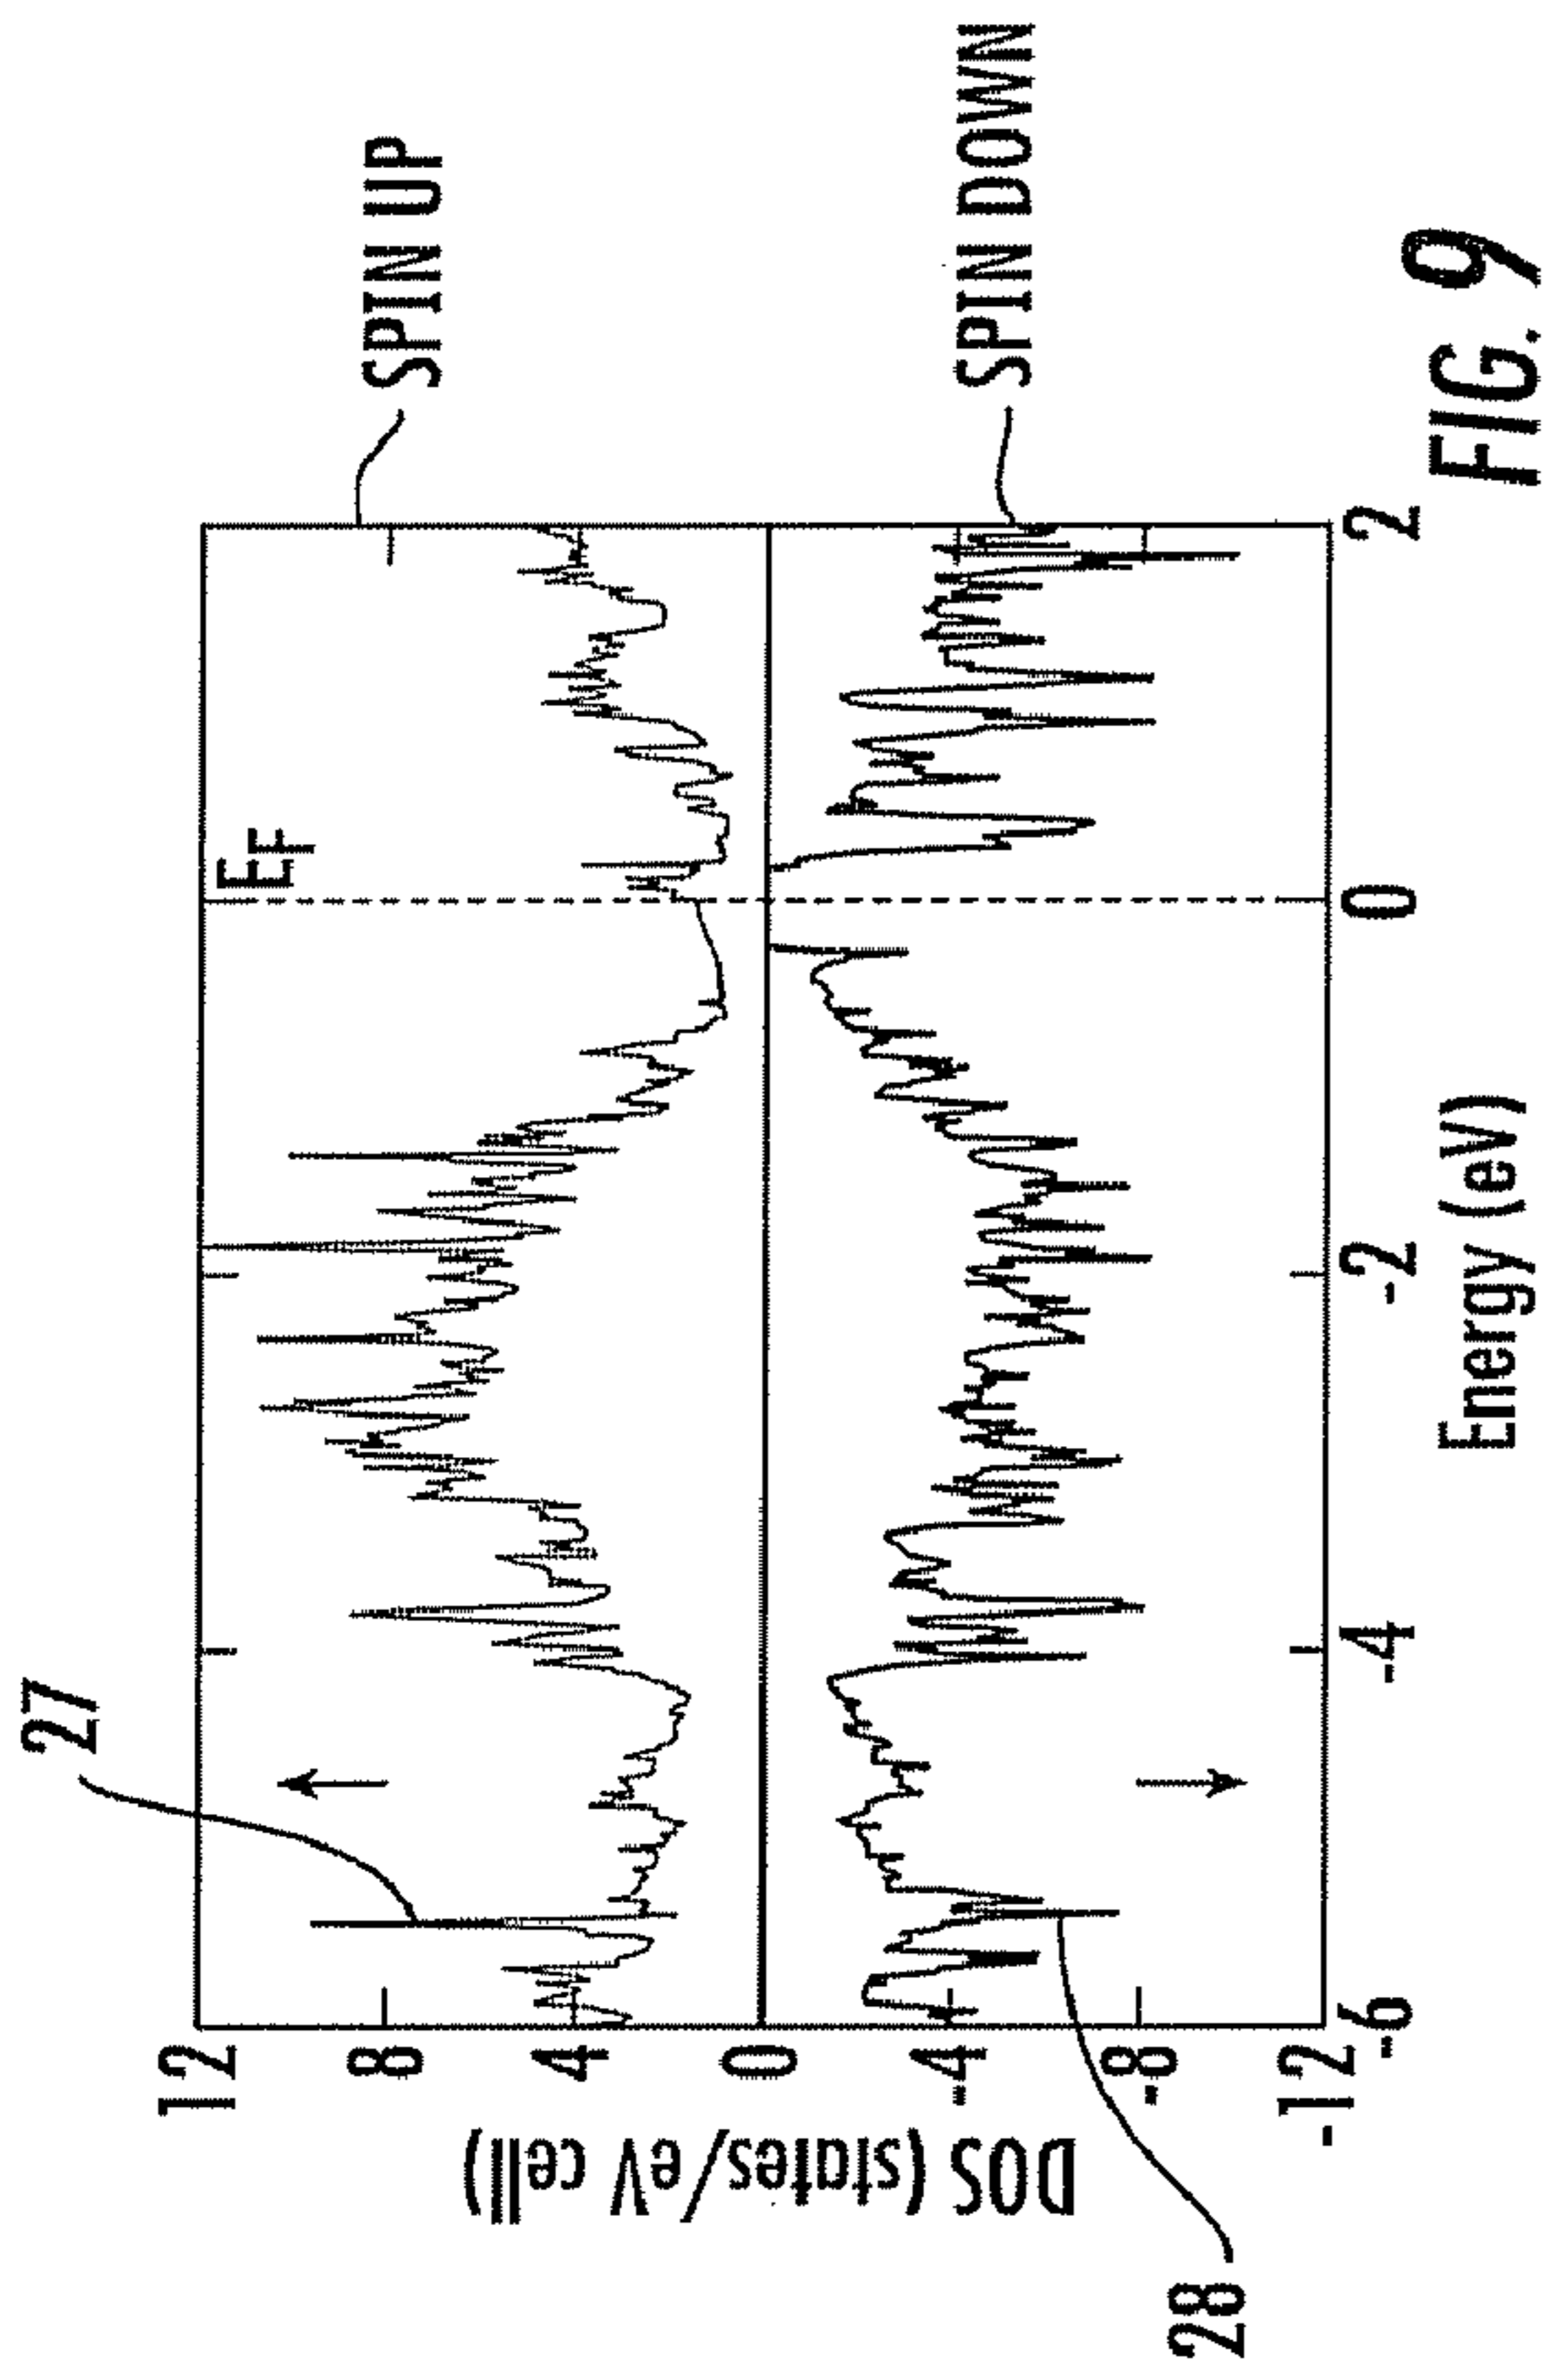 27
28
SPIN UP
SPIN DOWN
E_F
12
8
4
0
-4
-8
-12
DOS (states/eV cell)
-6
-4
-2
0
2
Energy (eV)
FIG. 9